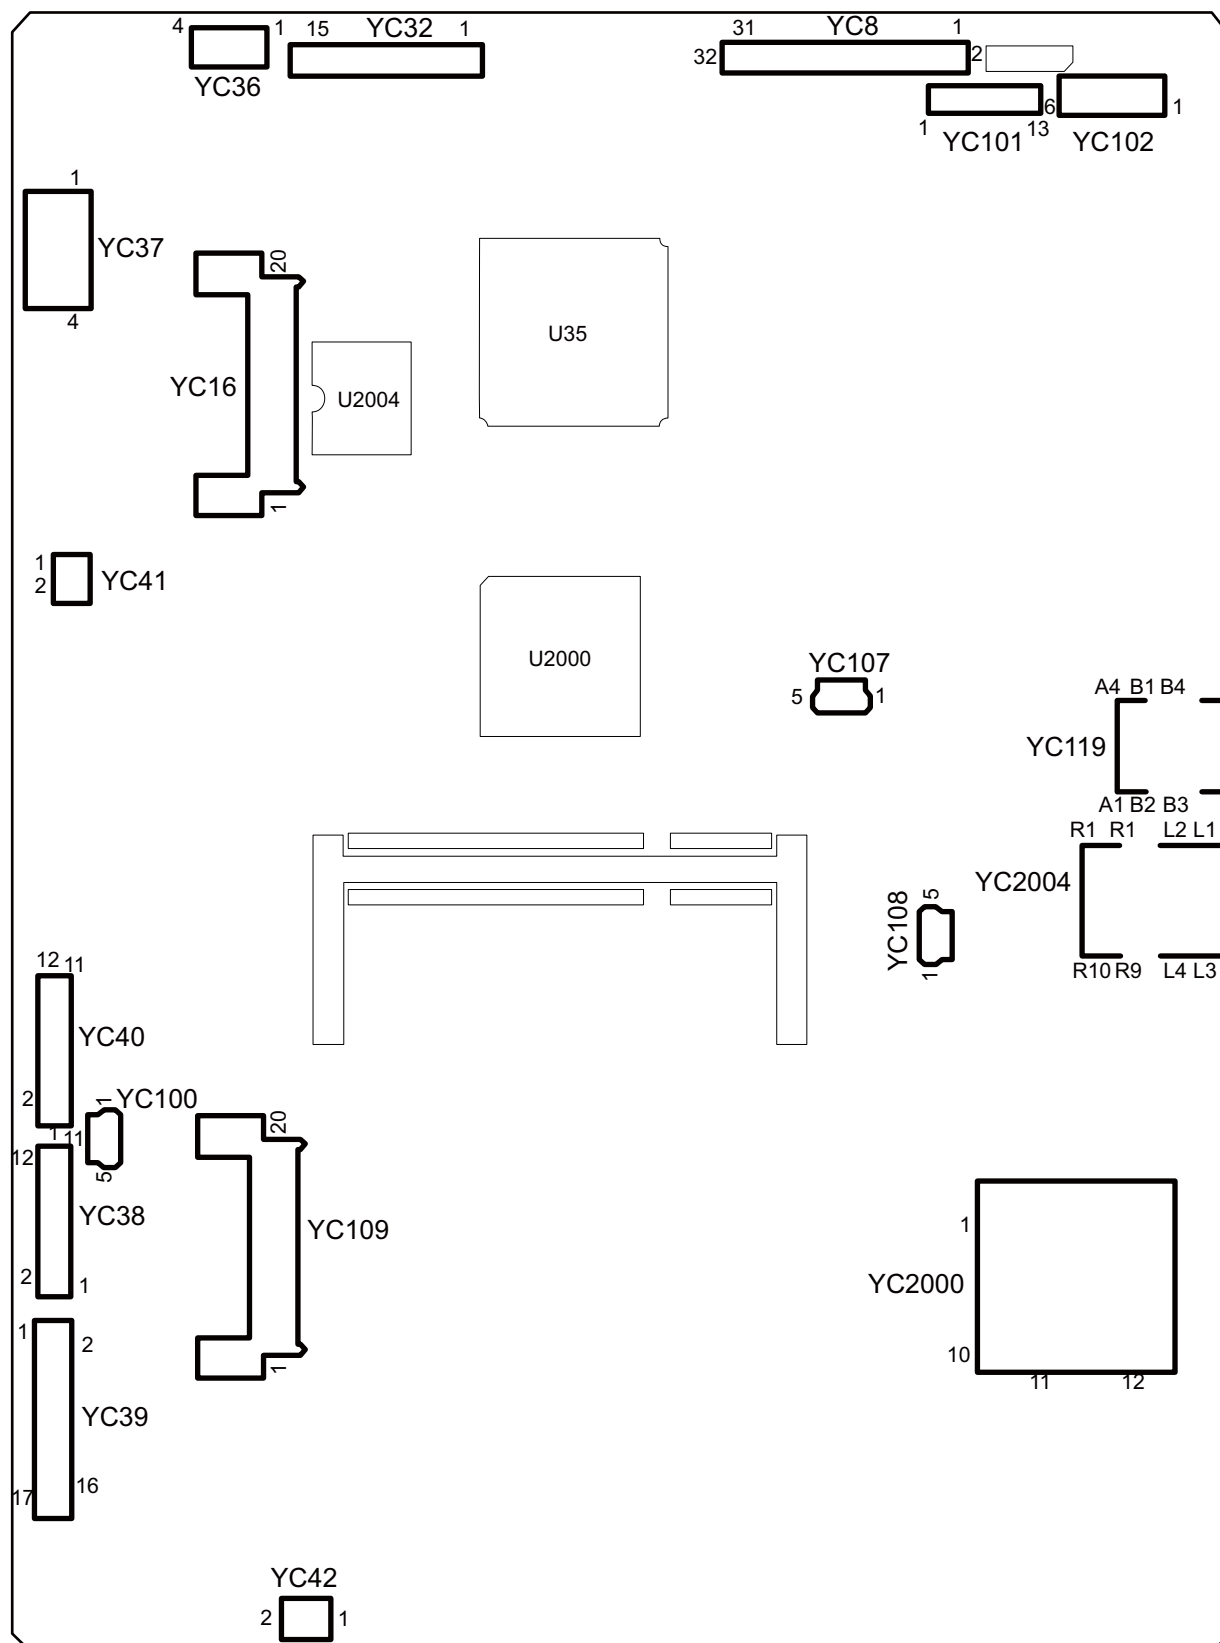 4 1 15 YC32 1
YC36
31 YC8 1
32 2
6 1
1 13
YC101 YC102
1
YC37
4
20
YC16
1
U35
U2004
1
2 YC41
U2000
YC107
5 1
A4 B1 B4
YC119
A1 B2 B3
R1 R1 L2 L1
YC2004
R10 R9 L4 L3
5
YC108
1
12 11
YC40
2
1
1
YC100
5
11
12
YC38
2 1
20
YC109
1
1
YC2000
10
11 12
1
2
YC39
16
17
YC42
2 1